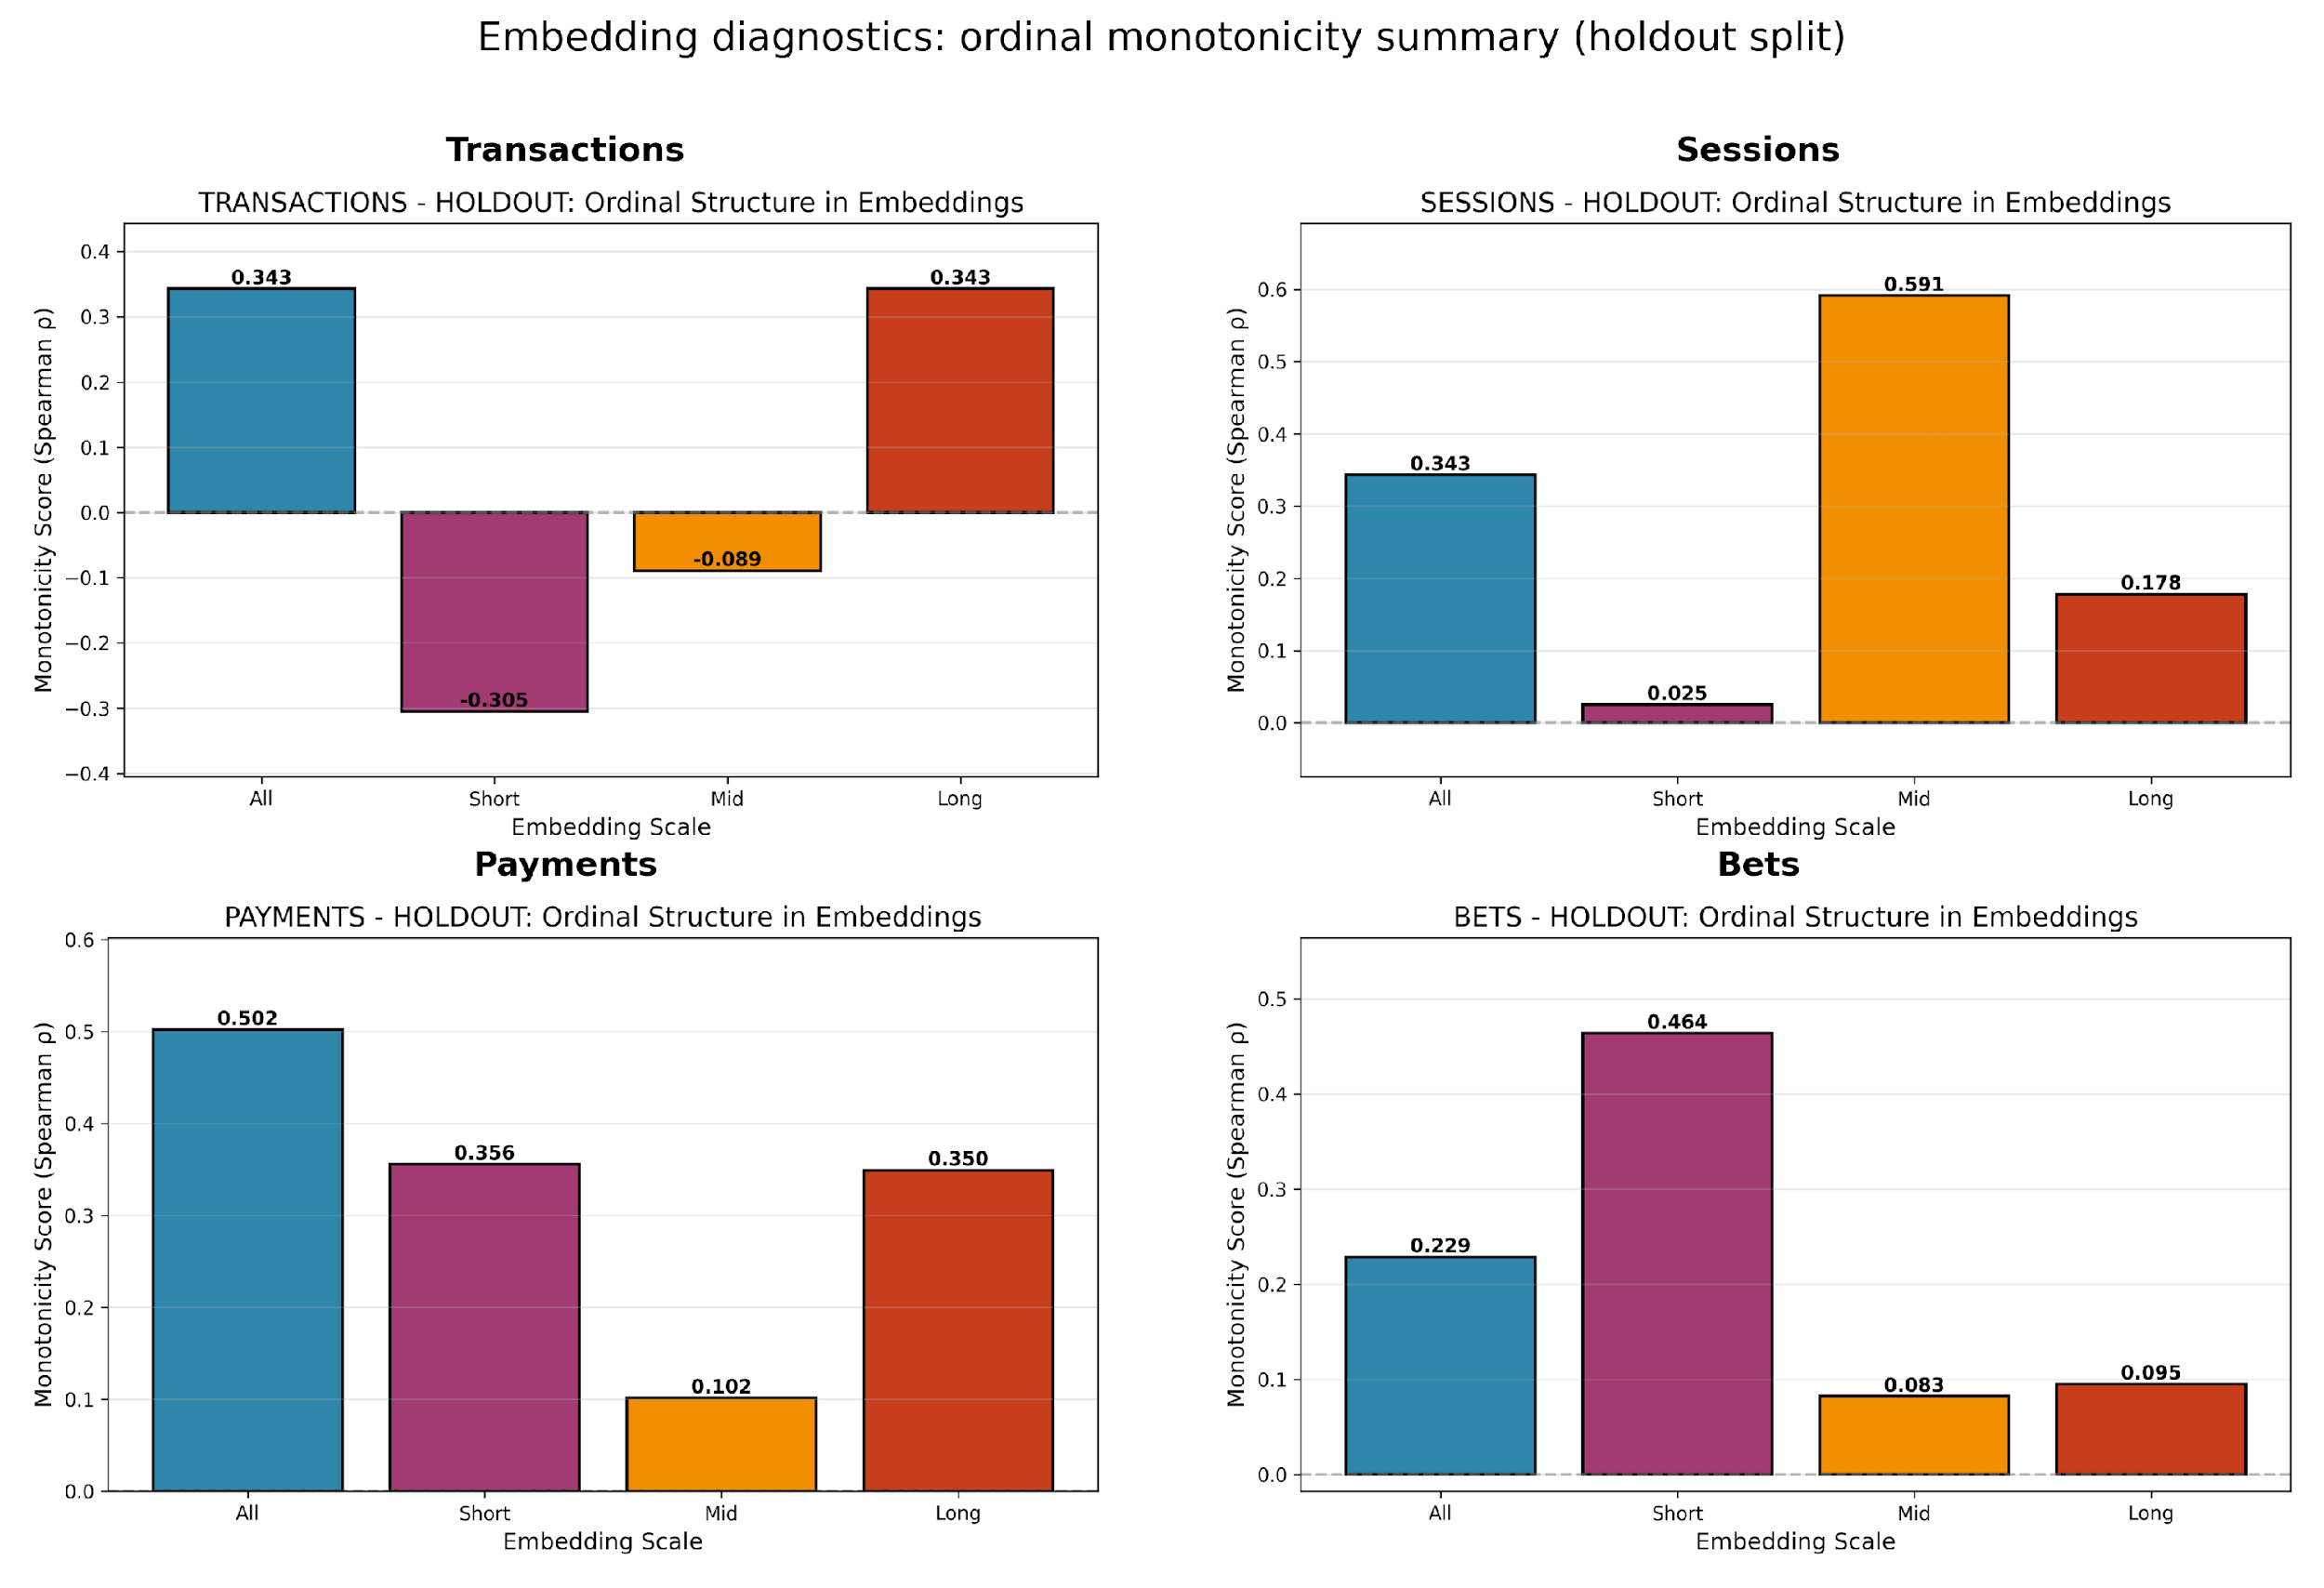 Embedding diagnostics: ordinal monotonicity summary (holdout split)
Transactions
TRANSACTIONS - HOLDOUT: Ordinal Structure in Embeddings
Monotonicity Score (Spearman ρ)
0.4
0.3
0.2
0.1
0.0
−0.1
−0.2
−0.3
−0.4
0.343
-0.305
-0.089
0.343
All Short Mid Long
Embedding Scale
Sessions
SESSIONS - HOLDOUT: Ordinal Structure in Embeddings
Monotonicity Score (Spearman ρ)
0.6
0.5
0.4
0.3
0.2
0.1
0.0
0.343
0.025
0.591
0.178
All Short Mid Long
Embedding Scale
Payments
PAYMENTS - HOLDOUT: Ordinal Structure in Embeddings
Monotonicity Score (Spearman ρ)
0.6
0.5
0.4
0.3
0.2
0.1
0.0
0.502
0.356
0.102
0.350
All Short Mid Long
Embedding Scale
Bets
BETS - HOLDOUT: Ordinal Structure in Embeddings
Monotonicity Score (Spearman ρ)
0.5
0.4
0.3
0.2
0.1
0.0
0.229
0.464
0.083
0.095
All Short Mid Long
Embedding Scale